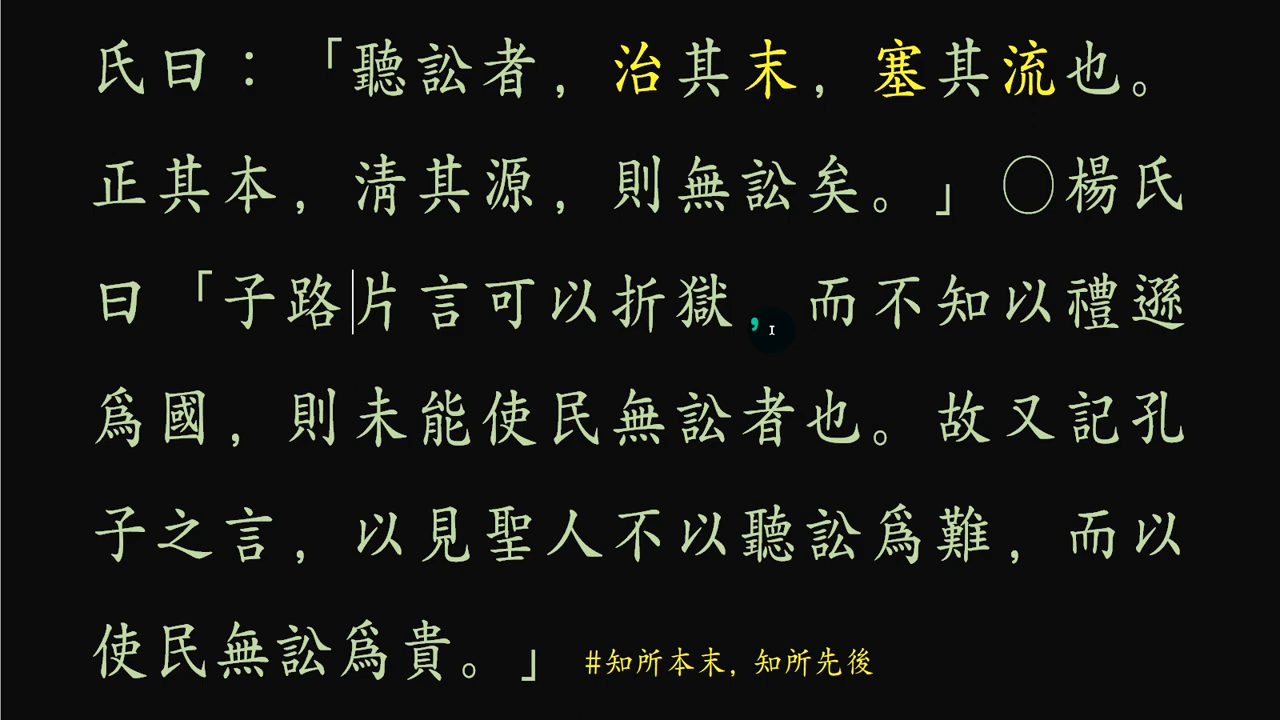 氏曰：「聽訟者，治其末，塞其流也。
正其本，淸其源，則無訟矣。」○楊氏
曰「子路片言可以折獄，而不知以禮遜
爲國，則未能使民無訟者也。故又記孔
子之言，以見聖人不以聽訟爲難，而以
使民無訟爲貴。」 #知所本末，知所先後